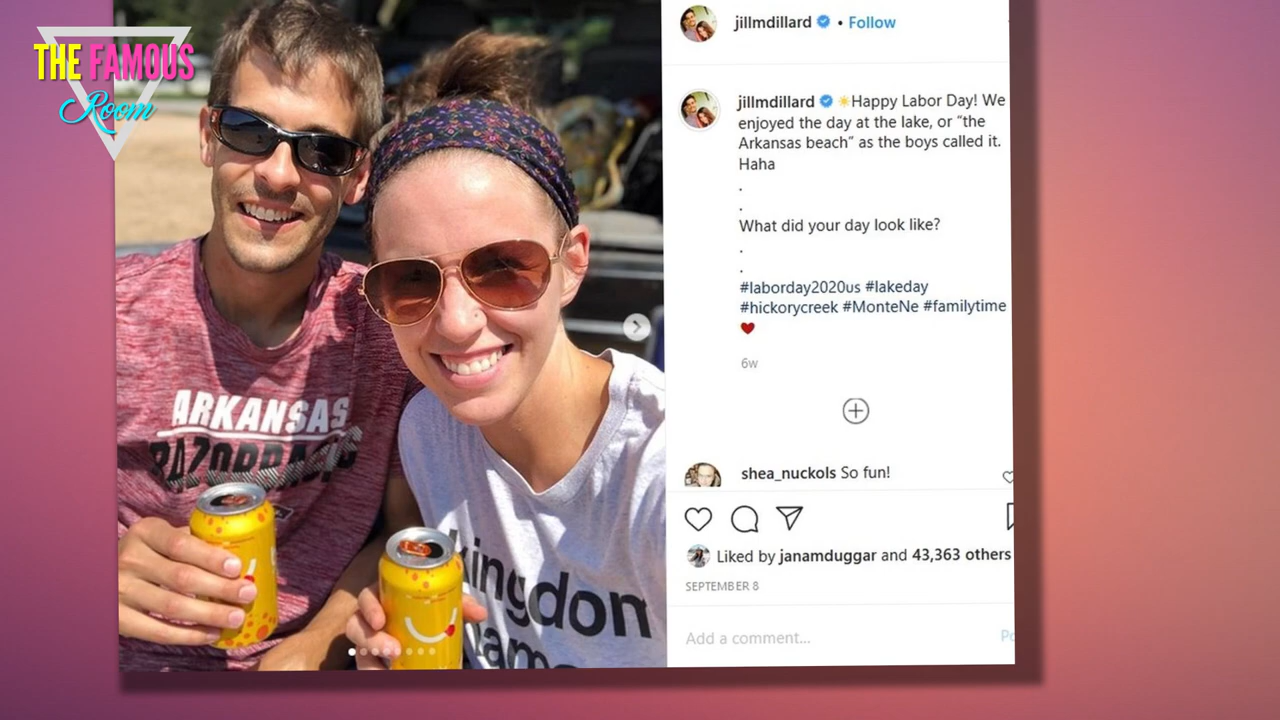 THE FAMOUS
Room
ARKANSAS
RAZORBACKS
kingdom
jillmdillard • Follow
jillmdillard ☀Happy Labor Day! We
enjoyed the day at the lake, or “the
Arkansas beach” as the boys called it.
Haha
.
.
What did your day look like?
.
.
#laborday2020us #lakeday
#hickorycreek #MonteNe #familytime
❤
6w
shea_nuckols So fun!
Liked by janamduggar and 43,363 others
SEPTEMBER 8
Add a comment...